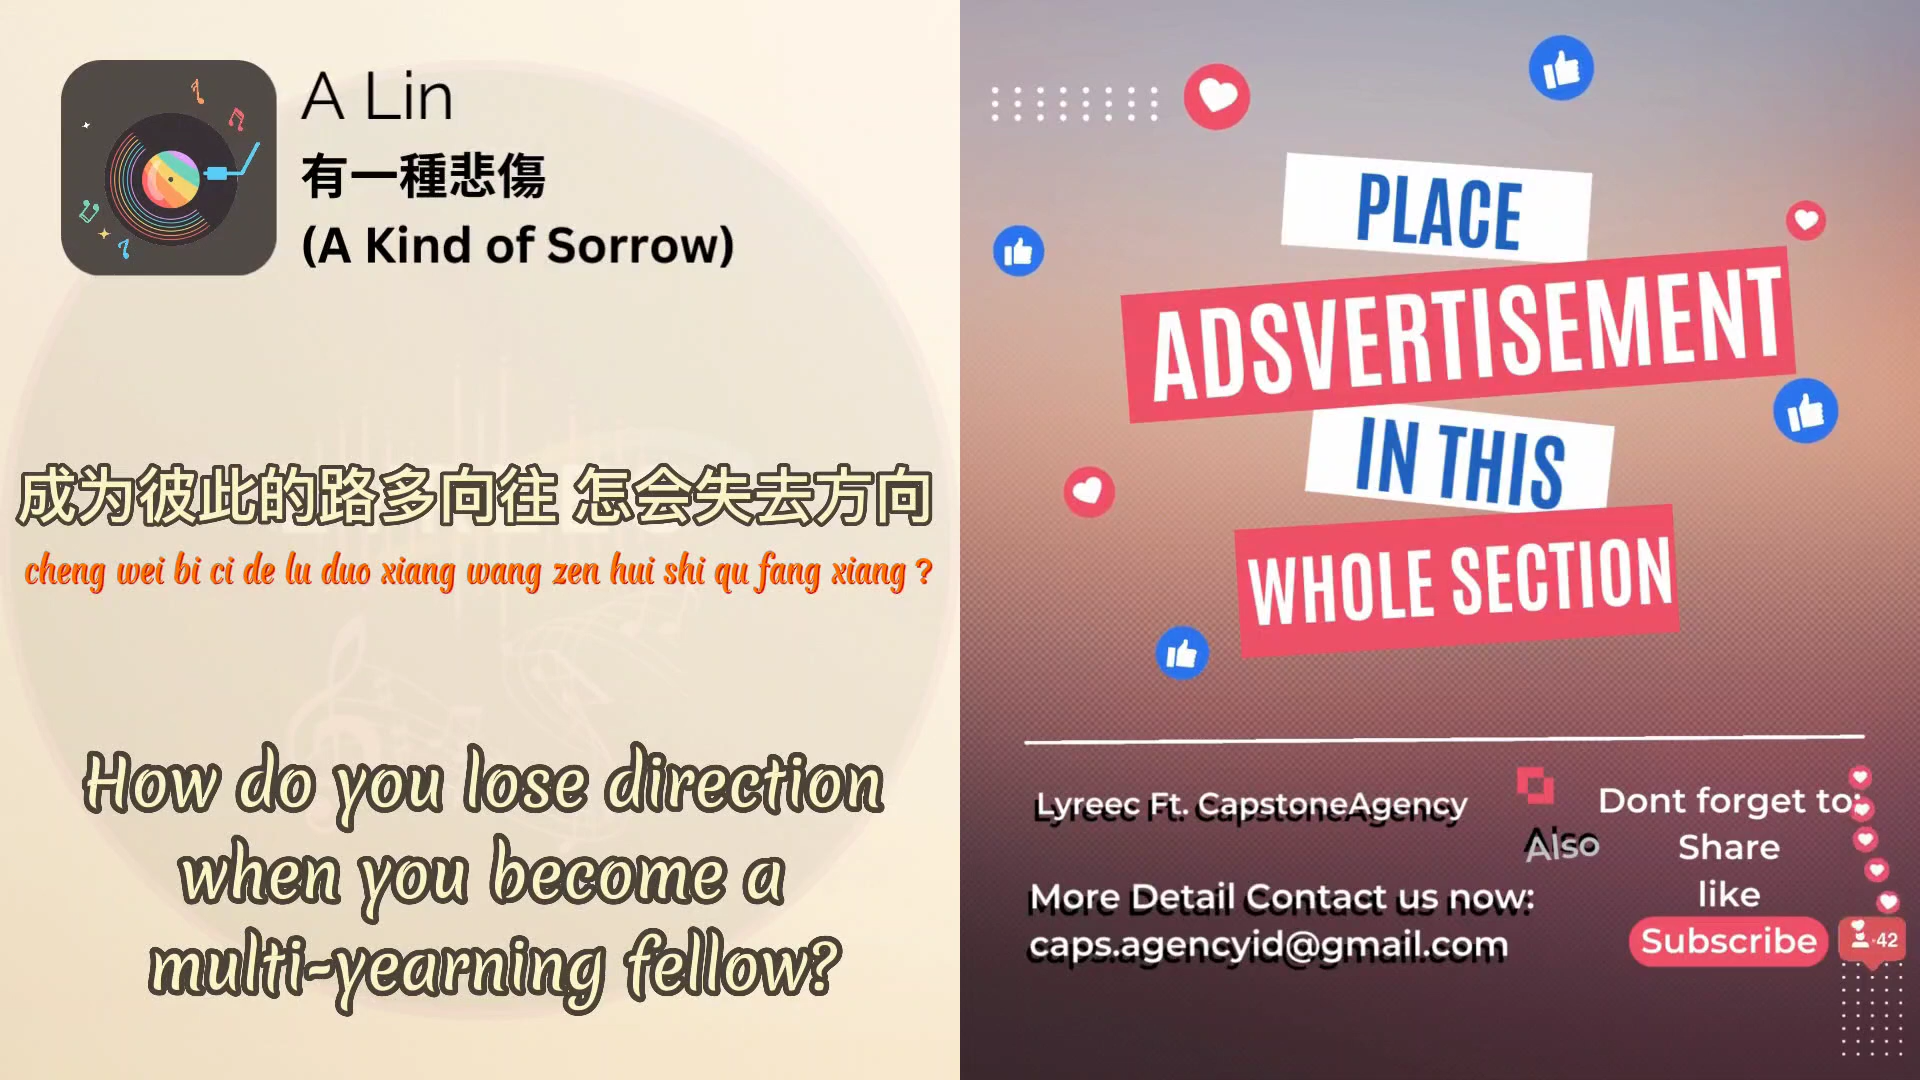 A Lin
有一種悲傷
(A Kind of Sorrow)
成为彼此的路多向往 怎会失去方向
cheng wei bi ci de lu duo xiang wang zen hui shi qu fang xiang ?
How do you lose direction
when you become a
multi-yearning fellow?
PLACE
ADSVERTISEMENT
IN THIS
WHOLE SECTION
Lyreec Ft. CapstoneAgency
Also
More Detail Contact us now:
caps.agencyid@gmail.com
Dont forget to:
Share
like
Subscribe
42